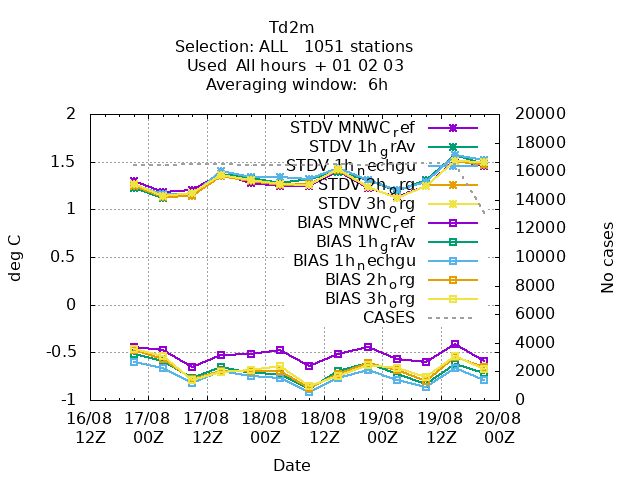 Td2m
Selection: ALL 1051 stations
Used All hours + 01 02 03
Averaging window: 6h
2
1.5
1
0.5
0
-0.5
-1
deg C
20000
18000
16000
14000
12000
10000
8000
6000
4000
2000
0
No cases
STDV MNWC_ref
STDV 1h_grAv
STDV 1h_nechgu
STDV 2h_org
STDV 3h_org
BIAS MNWC_ref
BIAS 1h_grAv
BIAS 1h_nechgu
BIAS 2h_org
BIAS 3h_org
CASES
16/08 17/08 17/08 18/08 18/08 19/08 19/08 20/08
12Z 00Z 12Z 00Z 12Z 00Z 12Z 00Z
Date